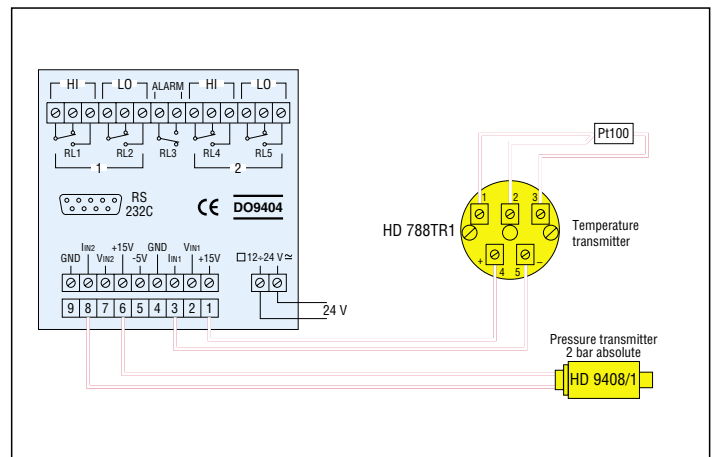 HI LO ALARM HI LO
RL1 RL2 RL3 RL4 RL5
1 2
RS
232C
CE DO9404
IIN2 +15V GND VIN1
GND VIN2 -5V IIN1 +15V
12÷24 V ≃
9 8 7 6 5 4 3 2 1
24 V
Pt100
1 2 3
HD 788TR1
Temperature
transmitter
+ −
4 5
Pressure transmitter
2 bar absolute
HD 9408/1